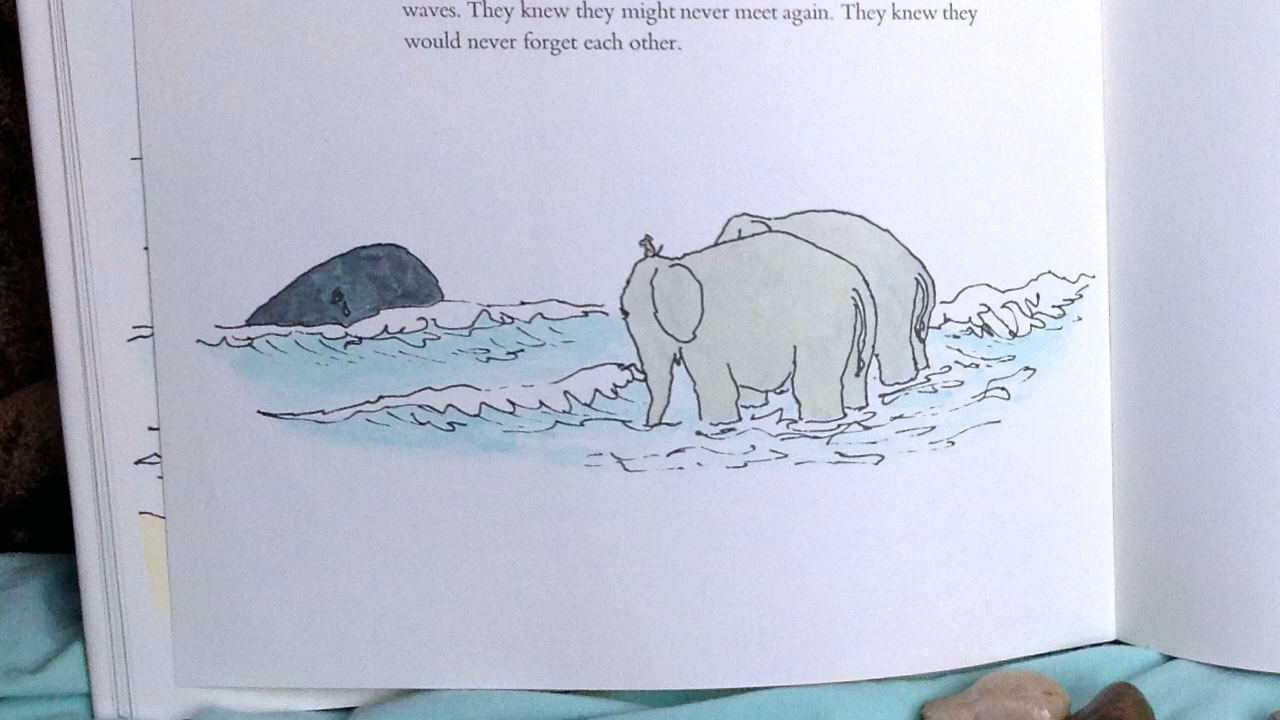 waves. They knew they might never meet again. They knew they
would never forget each other.